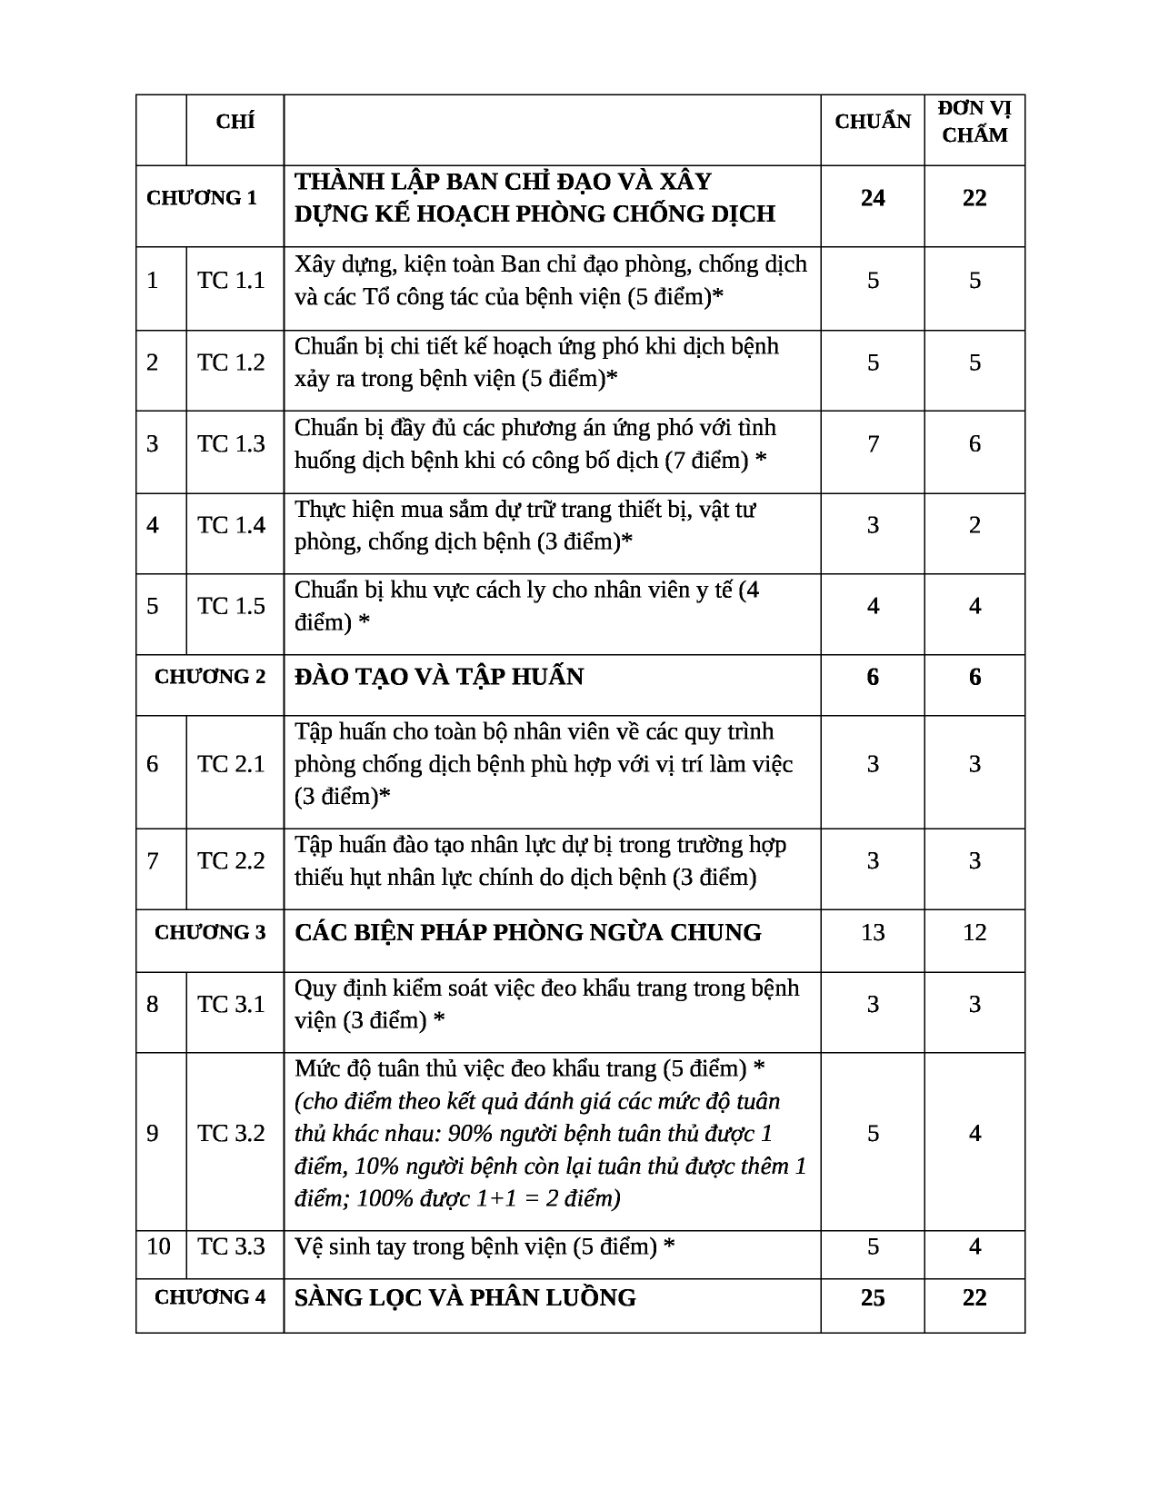 CHÍ CHUẨN ĐƠN VỊ
CHẤM
CHƯƠNG 1 THÀNH LẬP BAN CHỈ ĐẠO VÀ XÂY
DỰNG KẾ HOẠCH PHÒNG CHỐNG DỊCH 24 22
1 TC 1.1 Xây dựng, kiện toàn Ban chỉ đạo phòng, chống dịch
và các Tổ công tác của bệnh viện (5 điểm)* 5 5
2 TC 1.2 Chuẩn bị chi tiết kế hoạch ứng phó khi dịch bệnh
xảy ra trong bệnh viện (5 điểm)* 5 5
3 TC 1.3 Chuẩn bị đầy đủ các phương án ứng phó với tình
huống dịch bệnh khi có công bố dịch (7 điểm) * 7 6
4 TC 1.4 Thực hiện mua sắm dự trữ trang thiết bị, vật tư
phòng, chống dịch bệnh (3 điểm)* 3 2
5 TC 1.5 Chuẩn bị khu vực cách ly cho nhân viên y tế (4
điểm) * 4 4
CHƯƠNG 2 ĐÀO TẠO VÀ TẬP HUẤN 6 6
Tập huấn cho toàn bộ nhân viên về các quy trình
6 TC 2.1 phòng chống dịch bệnh phù hợp với vị trí làm việc 3 3
(3 điểm)*
7 TC 2.2 Tập huấn đào tạo nhân lực dự bị trong trường hợp
thiếu hụt nhân lực chính do dịch bệnh (3 điểm) 3 3
CHƯƠNG 3 CÁC BIỆN PHÁP PHÒNG NGỪA CHUNG 13 12
8 TC 3.1 Quy định kiểm soát việc đeo khẩu trang trong bệnh
viện (3 điểm) * 3 3
Mức độ tuân thủ việc đeo khẩu trang (5 điểm) *
(cho điểm theo kết quả đánh giá các mức độ tuân
9 TC 3.2 thủ khác nhau: 90% người bệnh tuân thủ được 1 5 4
điểm, 10% người bệnh còn lại tuân thủ được thêm 1
điểm; 100% được 1+1 = 2 điểm)
10 TC 3.3 Vệ sinh tay trong bệnh viện (5 điểm) * 5 4
CHƯƠNG 4 SÀNG LỌC VÀ PHÂN LUỒNG 25 22